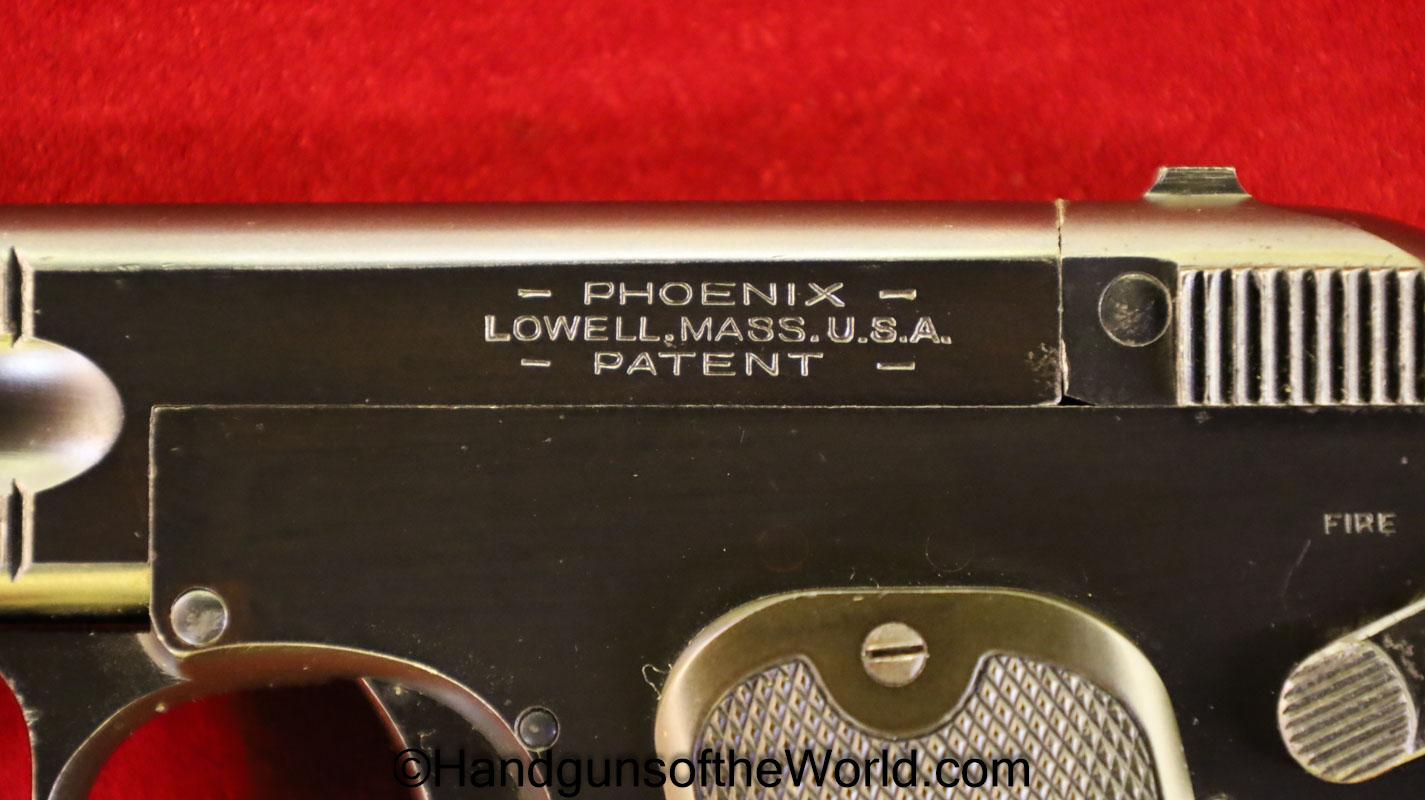 - PHOENIX -
LOWELL, MASS. U.S.A.
- PATENT -
FIRE
©HandgunsoftheWorld.com